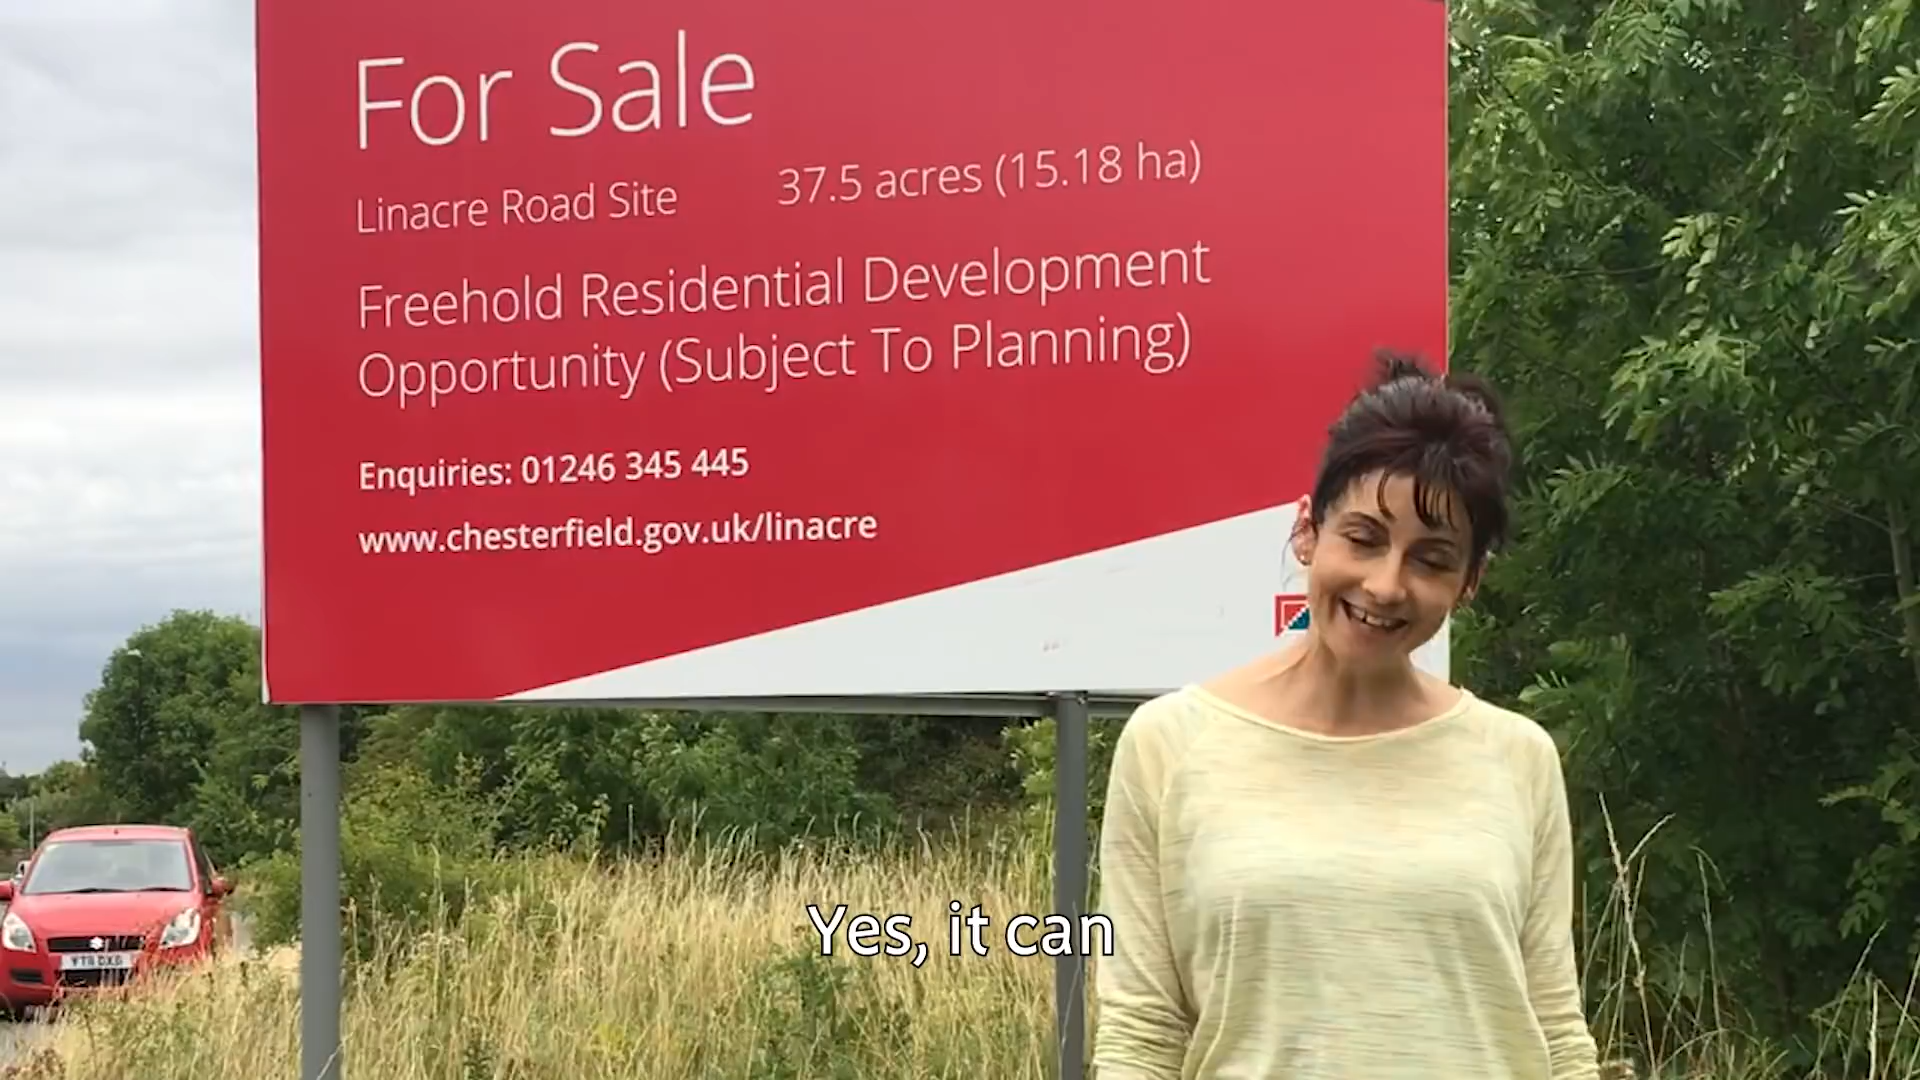 For Sale
Linacre Road Site 37.5 acres (15.18 ha)
Freehold Residential Development
Opportunity (Subject To Planning)
Enquiries: 01246 345 445
www.chesterfield.gov.uk/linacre
Yes, it can